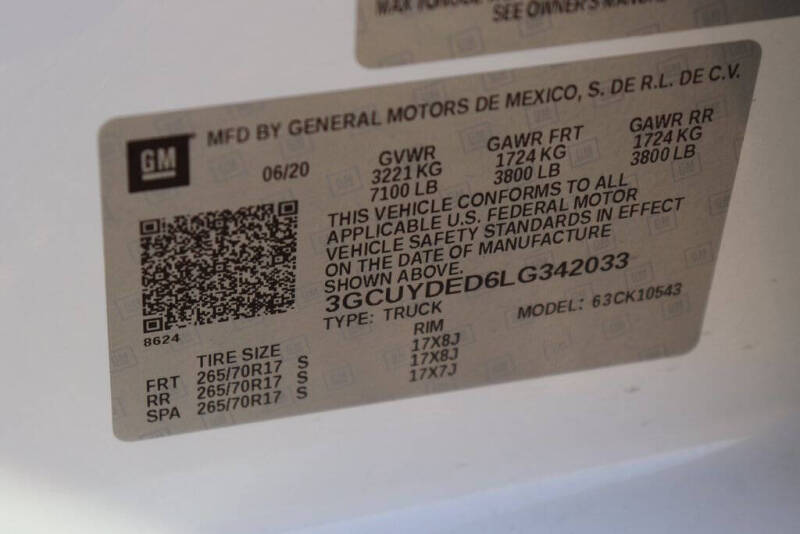 SEE OWNER'S MANUAL
GM
MFD BY GENERAL MOTORS DE MEXICO, S. DE R.L. DE C.V.
06/20
GVWR
3221 KG
7100 LB
GAWR FRT
1724 KG
3800 LB
GAWR RR
1724 KG
3800 LB
THIS VEHICLE CONFORMS TO ALL
APPLICABLE U.S. FEDERAL MOTOR
VEHICLE SAFETY STANDARDS IN EFFECT
ON THE DATE OF MANUFACTURE
SHOWN ABOVE.
3GCUYDED6LG342033
TYPE: TRUCK
MODEL: 63CK10543
8624
TIRE SIZE
RIM
FRT 265/70R17 S 17X8J
RR 265/70R17 S 17X8J
SPA 265/70R17 S 17X7J